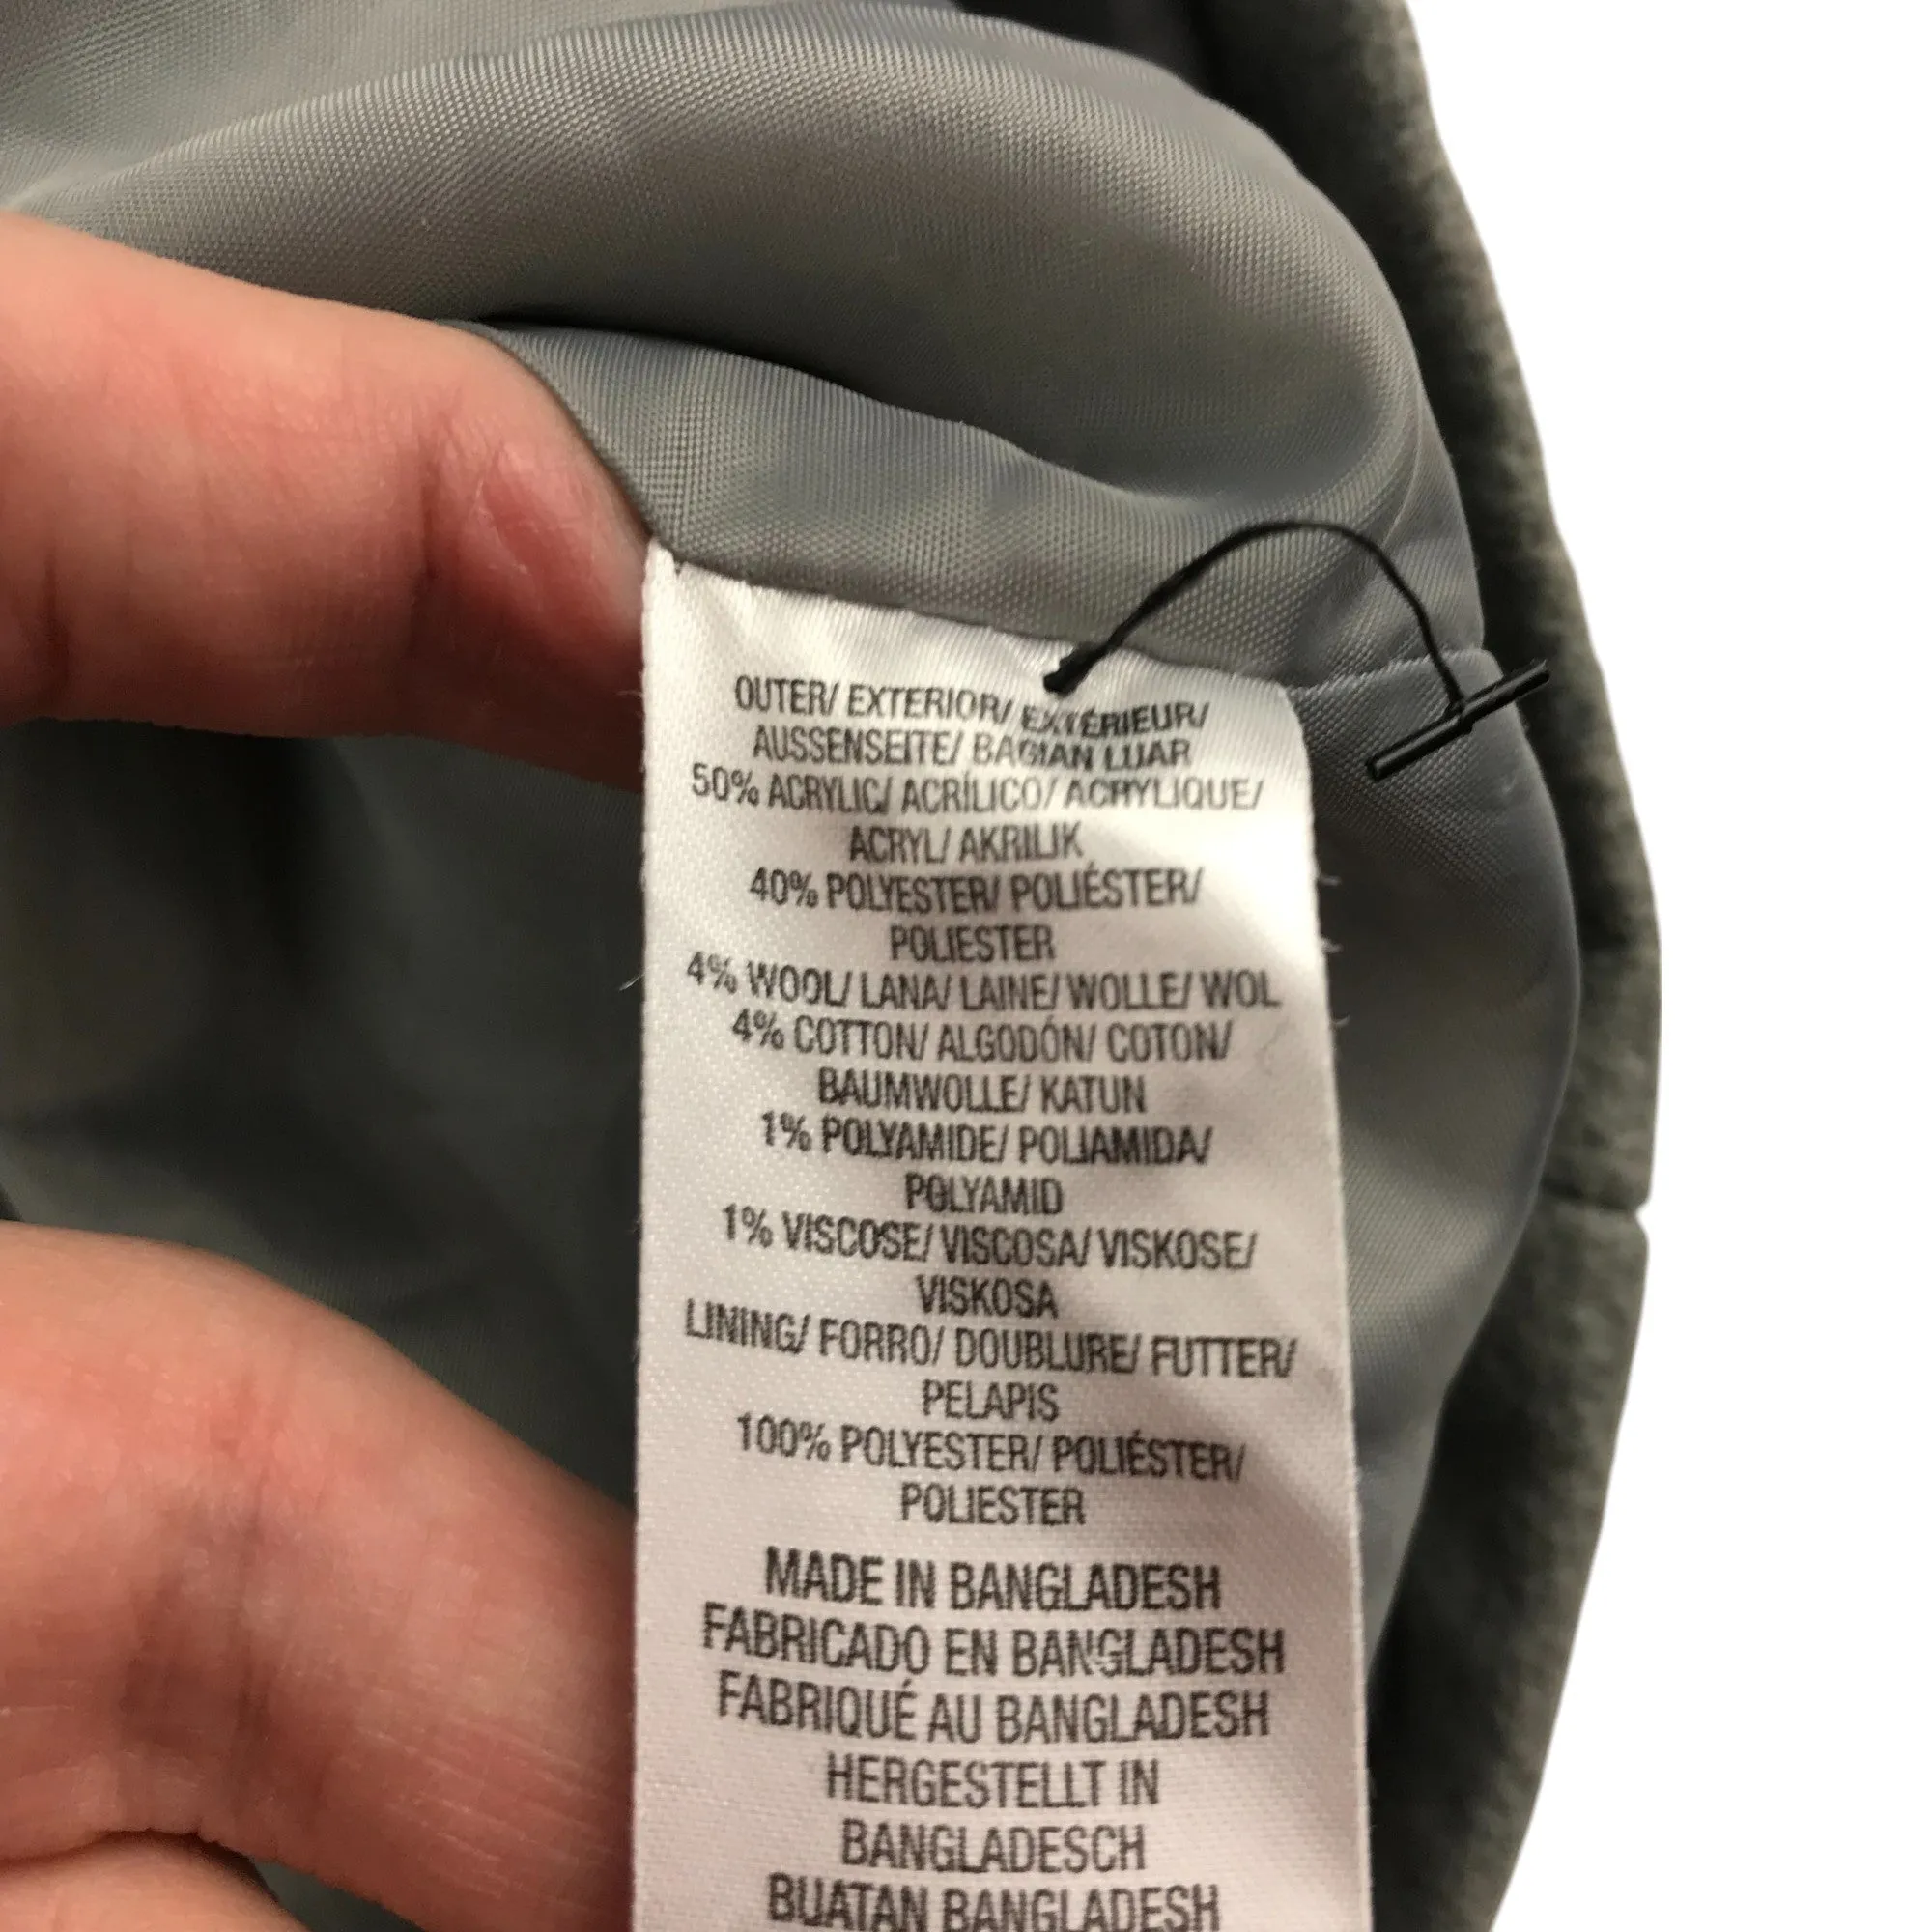 OUTER/ EXTERIOR/ EXTÉRIEUR/
AUSSENSEITE/ BAGIAN LUAR
50% ACRYLIC/ ACRÍLICO/ ACRYLIQUE/
ACRYL/ AKRILIK
40% POLYESTER/ POLIÉSTER/
POLIESTER
4% WOOL/ LANA/ LAINE/ WOLLE/ WOL
4% COTTON/ ALGODÓN/ COTON/
BAUMWOLLE/ KATUN
1% POLYAMIDE/ POLIAMIDA/
POLYAMID
1% VISCOSE/ VISCOSA/ VISKOSE/
VISKOSA
LINING/ FORRO/ DOUBLURE/ FUTTER/
PELAPIS
100% POLYESTER/ POLIÉSTER/
POLIESTER
MADE IN BANGLADESH
FABRICADO EN BANGLADESH
FABRIQUÉ AU BANGLADESH
HERGESTELLT IN
BANGLADESCH
BUATAN BANGLADESH